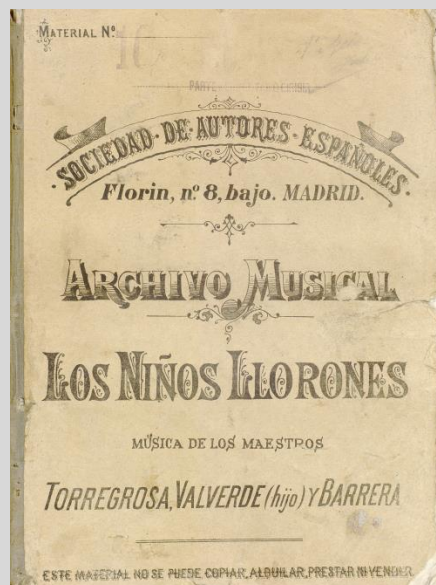 MATERIAL Nº
SOCIEDAD·DE·AUTORES·ESPAÑOLES·
Florin, nº 8, bajo. MADRID.
ARCHIVO MUSICAL
LOS NIÑOS LLORONES
MÚSICA DE LOS MAESTROS
TORREGROSA, VALVERDE (hijo) Y BARRERA
ESTE MATERIAL NO SE PUEDE COPIAR, ALQUILAR, PRESTAR NI VENDER